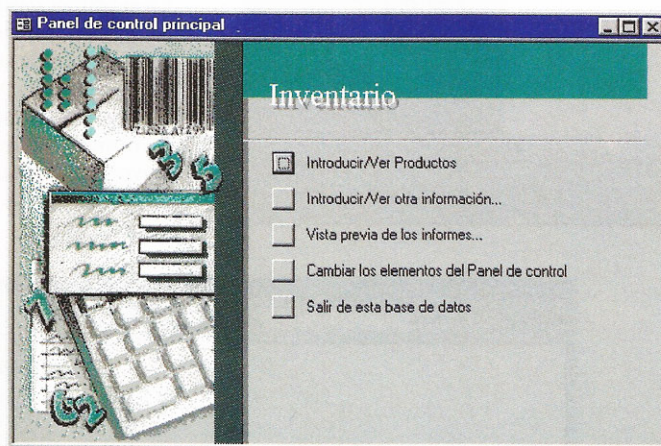 Panel de control principal
Inventario
Introducir/Ver Productos
Introducir/Ver otra información...
Vista previa de los informes...
Cambiar los elementos del Panel de control
Salir de esta base de datos